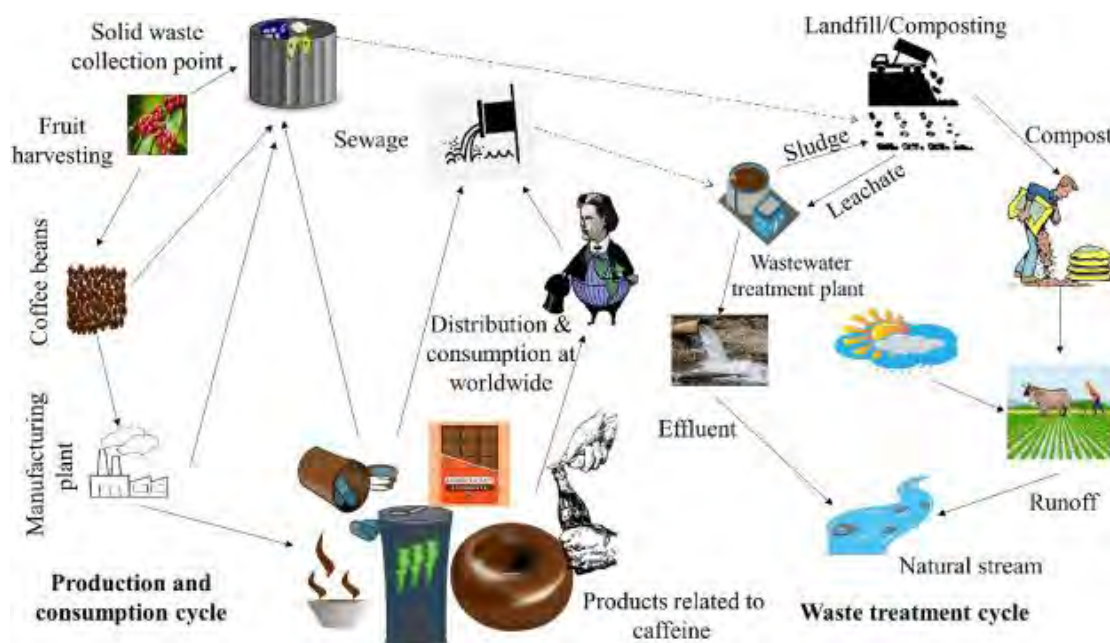 Solid waste
collection point
Landfill/Composting
Fruit
harvesting
Sewage
Sludge
Compost
Leachate
Coffee beans
Wastewater
treatment plant
Distribution &
consumption at
worldwide
Effluent
Manufacturing
plant
Runoff
Natural stream
Production and
consumption cycle
Products related to
caffeine
Waste treatment cycle